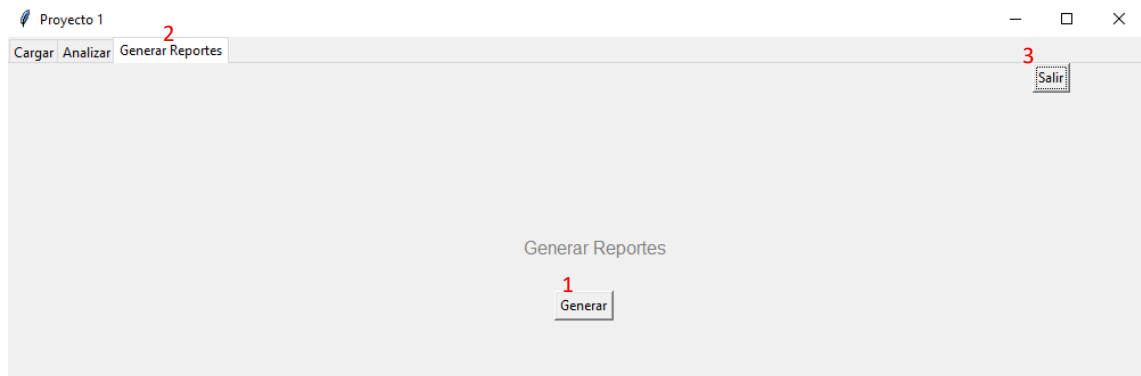 Proyecto 1
2
Cargar Analizar Generar Reportes
3
Salir
Generar Reportes
1
Generar